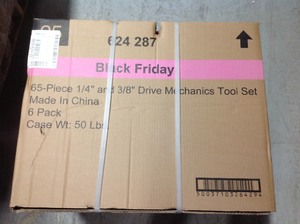 624 287
Black Friday
65-Piece 1/4" and 3/8" Drive Mechanics Tool Set
Made In China
6 Pack
Case Wt: 50 Lbs.